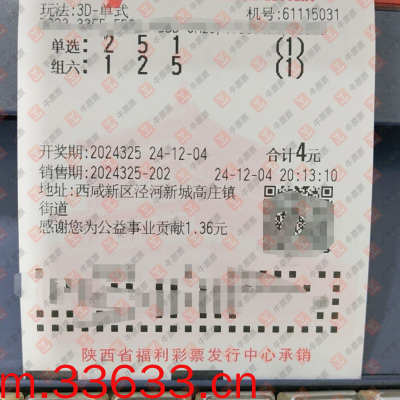 玩法:3D-单式
机号:61115031
单选: 2 5 1 (1)
组六: 1 2 5 (1)
开奖期:2024325 24-12-04 合计4元
销售期:2024325-202 24-12-04 20:13:10
地址:西咸新区泾河新城高庄镇
街道
感谢您为公益事业贡献1.36元
陕西省福利彩票发行中心承销
m.33633.cn